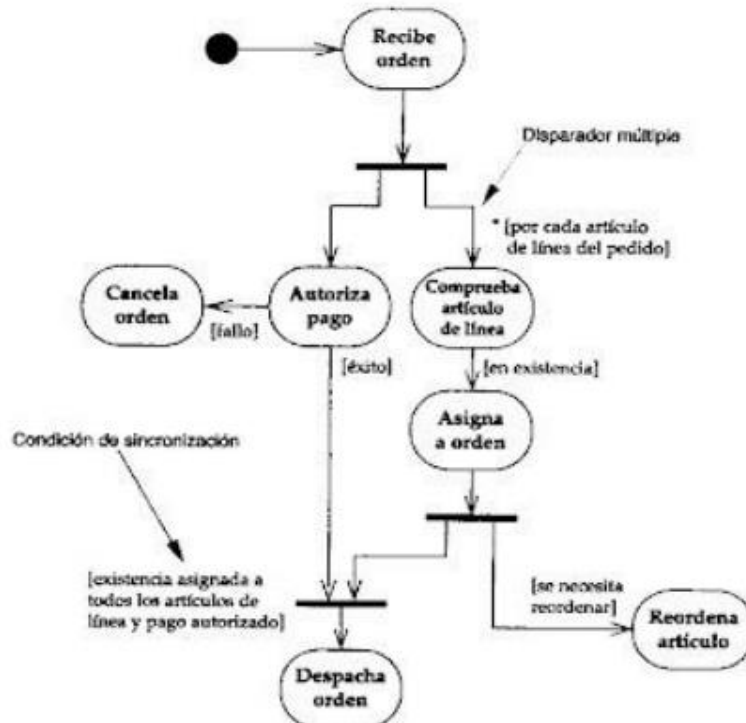 Recibe
orden
Disparador múltiple
* [por cada artículo
de línea del pedido]
Cancela
orden
Autoriza
pago
Comprueba
artículo
de línea
[fallo]
[éxito]
[en existencia]
Asigna
a orden
Condición de sincronización
[existencia asignada a
todos los artículos de
línea y pago autorizado]
[se necesita
reordenar]
Reordena
artículo
Despacha
orden